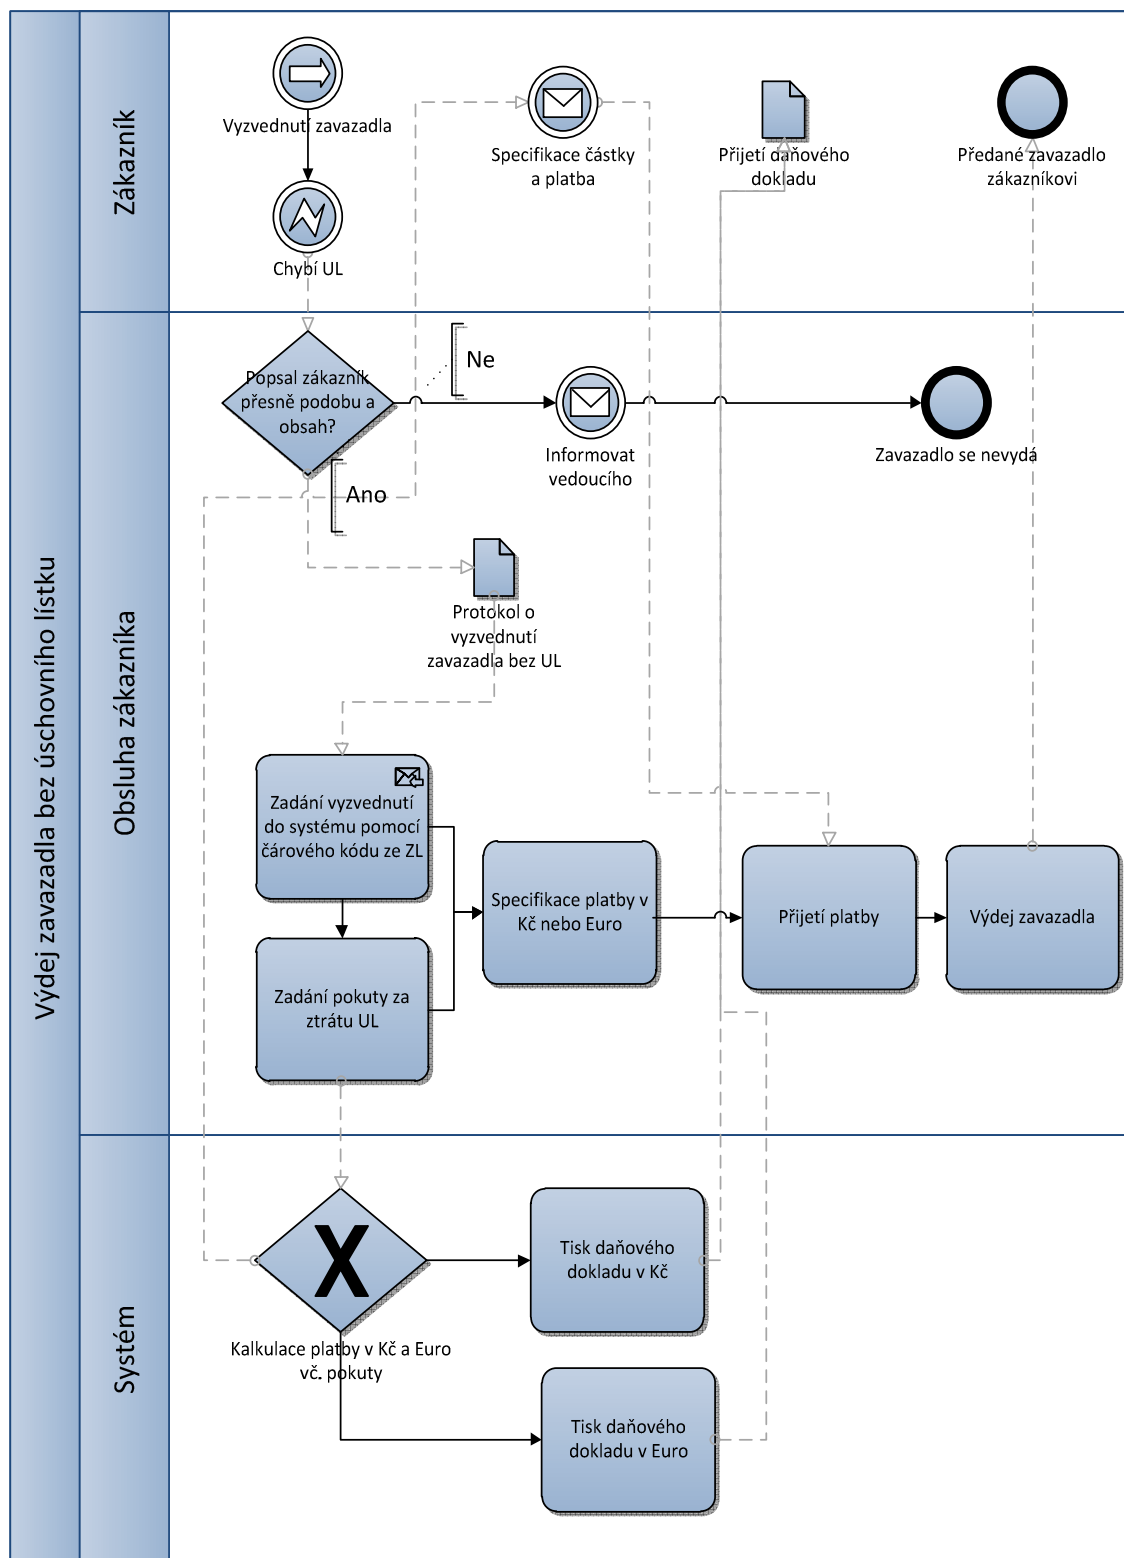 Výdej zavazadla bez úschovního lístku
Zákazník
Vyzvednutí zavazadla
Chybí UL
Specifikace částky
a platba
Přijetí daňového
dokladu
Předané zavazadlo
zákazníkovi
Obsluha zákazníka
Popsal zákazník
přesně podobu a
obsah?
Ne
Ano
Informovat
vedoucího
Zavazadlo se nevydá
Protokol o
vyzvednutí
zavazadla bez UL
Zadání vyzvednutí
do systému pomocí
čárového kódu ze ZL
Zadání pokuty za
ztrátu UL
Specifikace platby v
Kč nebo Euro
Přijetí platby
Výdej zavazadla
Systém
X
Kalkulace platby v Kč a Euro
vč. pokuty
Tisk daňového
dokladu v Kč
Tisk daňového
dokladu v Euro